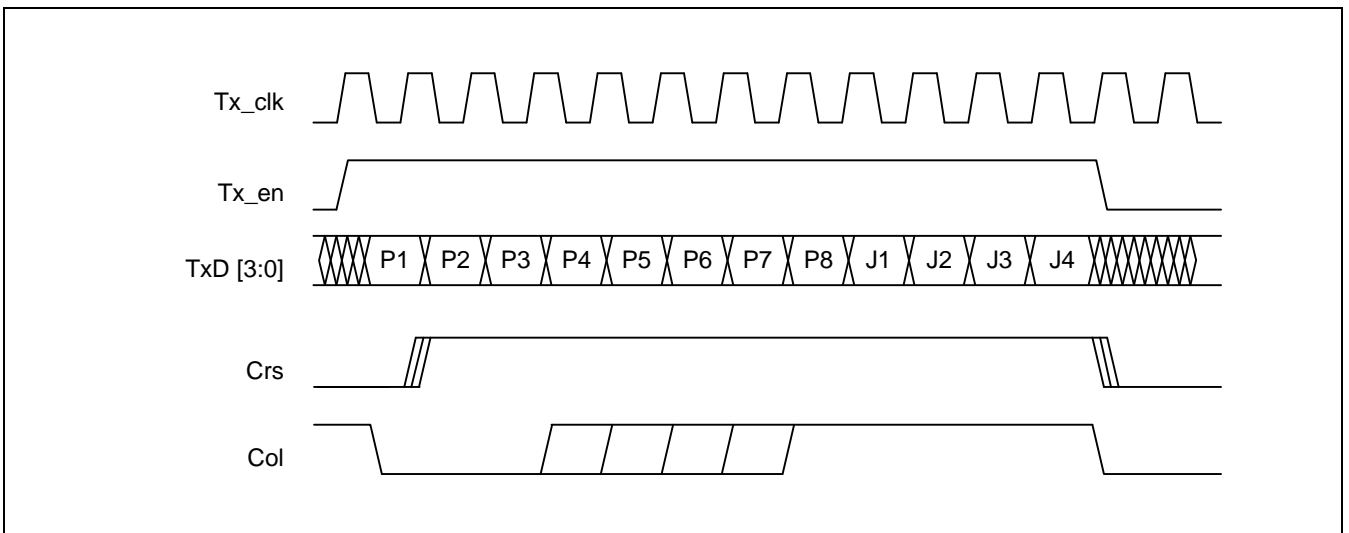 Tx_clk
Tx_en
TxD [3:0] P1 P2 P3 P4 P5 P6 P7 P8 J1 J2 J3 J4
Crs
Col